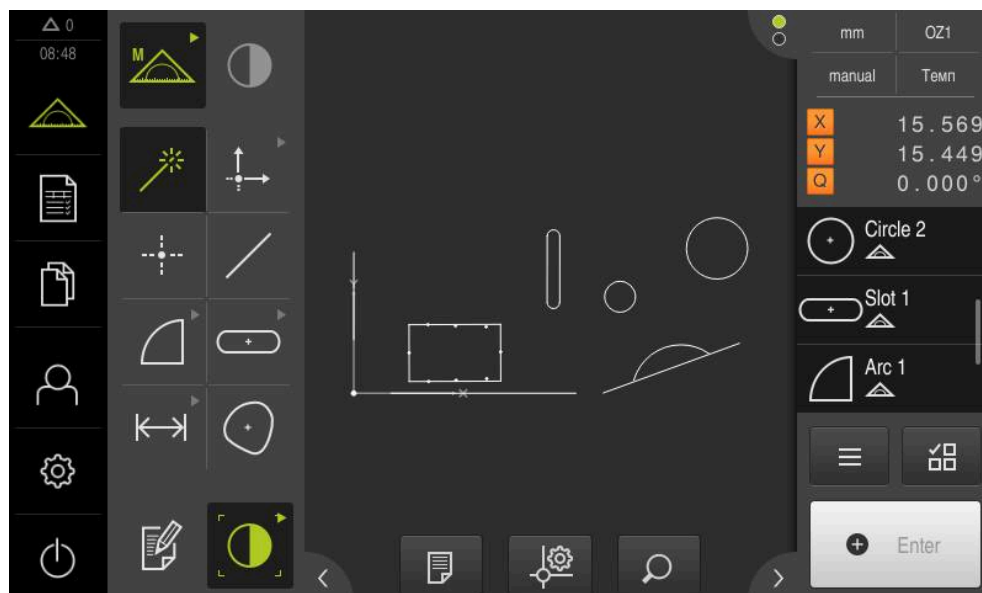 0
08:48
M
mm
OZ1
manual
Темп
X
15.569
Y
15.449
Q
0.000°
Circle 2
Slot 1
Arc 1
Y
X
Enter